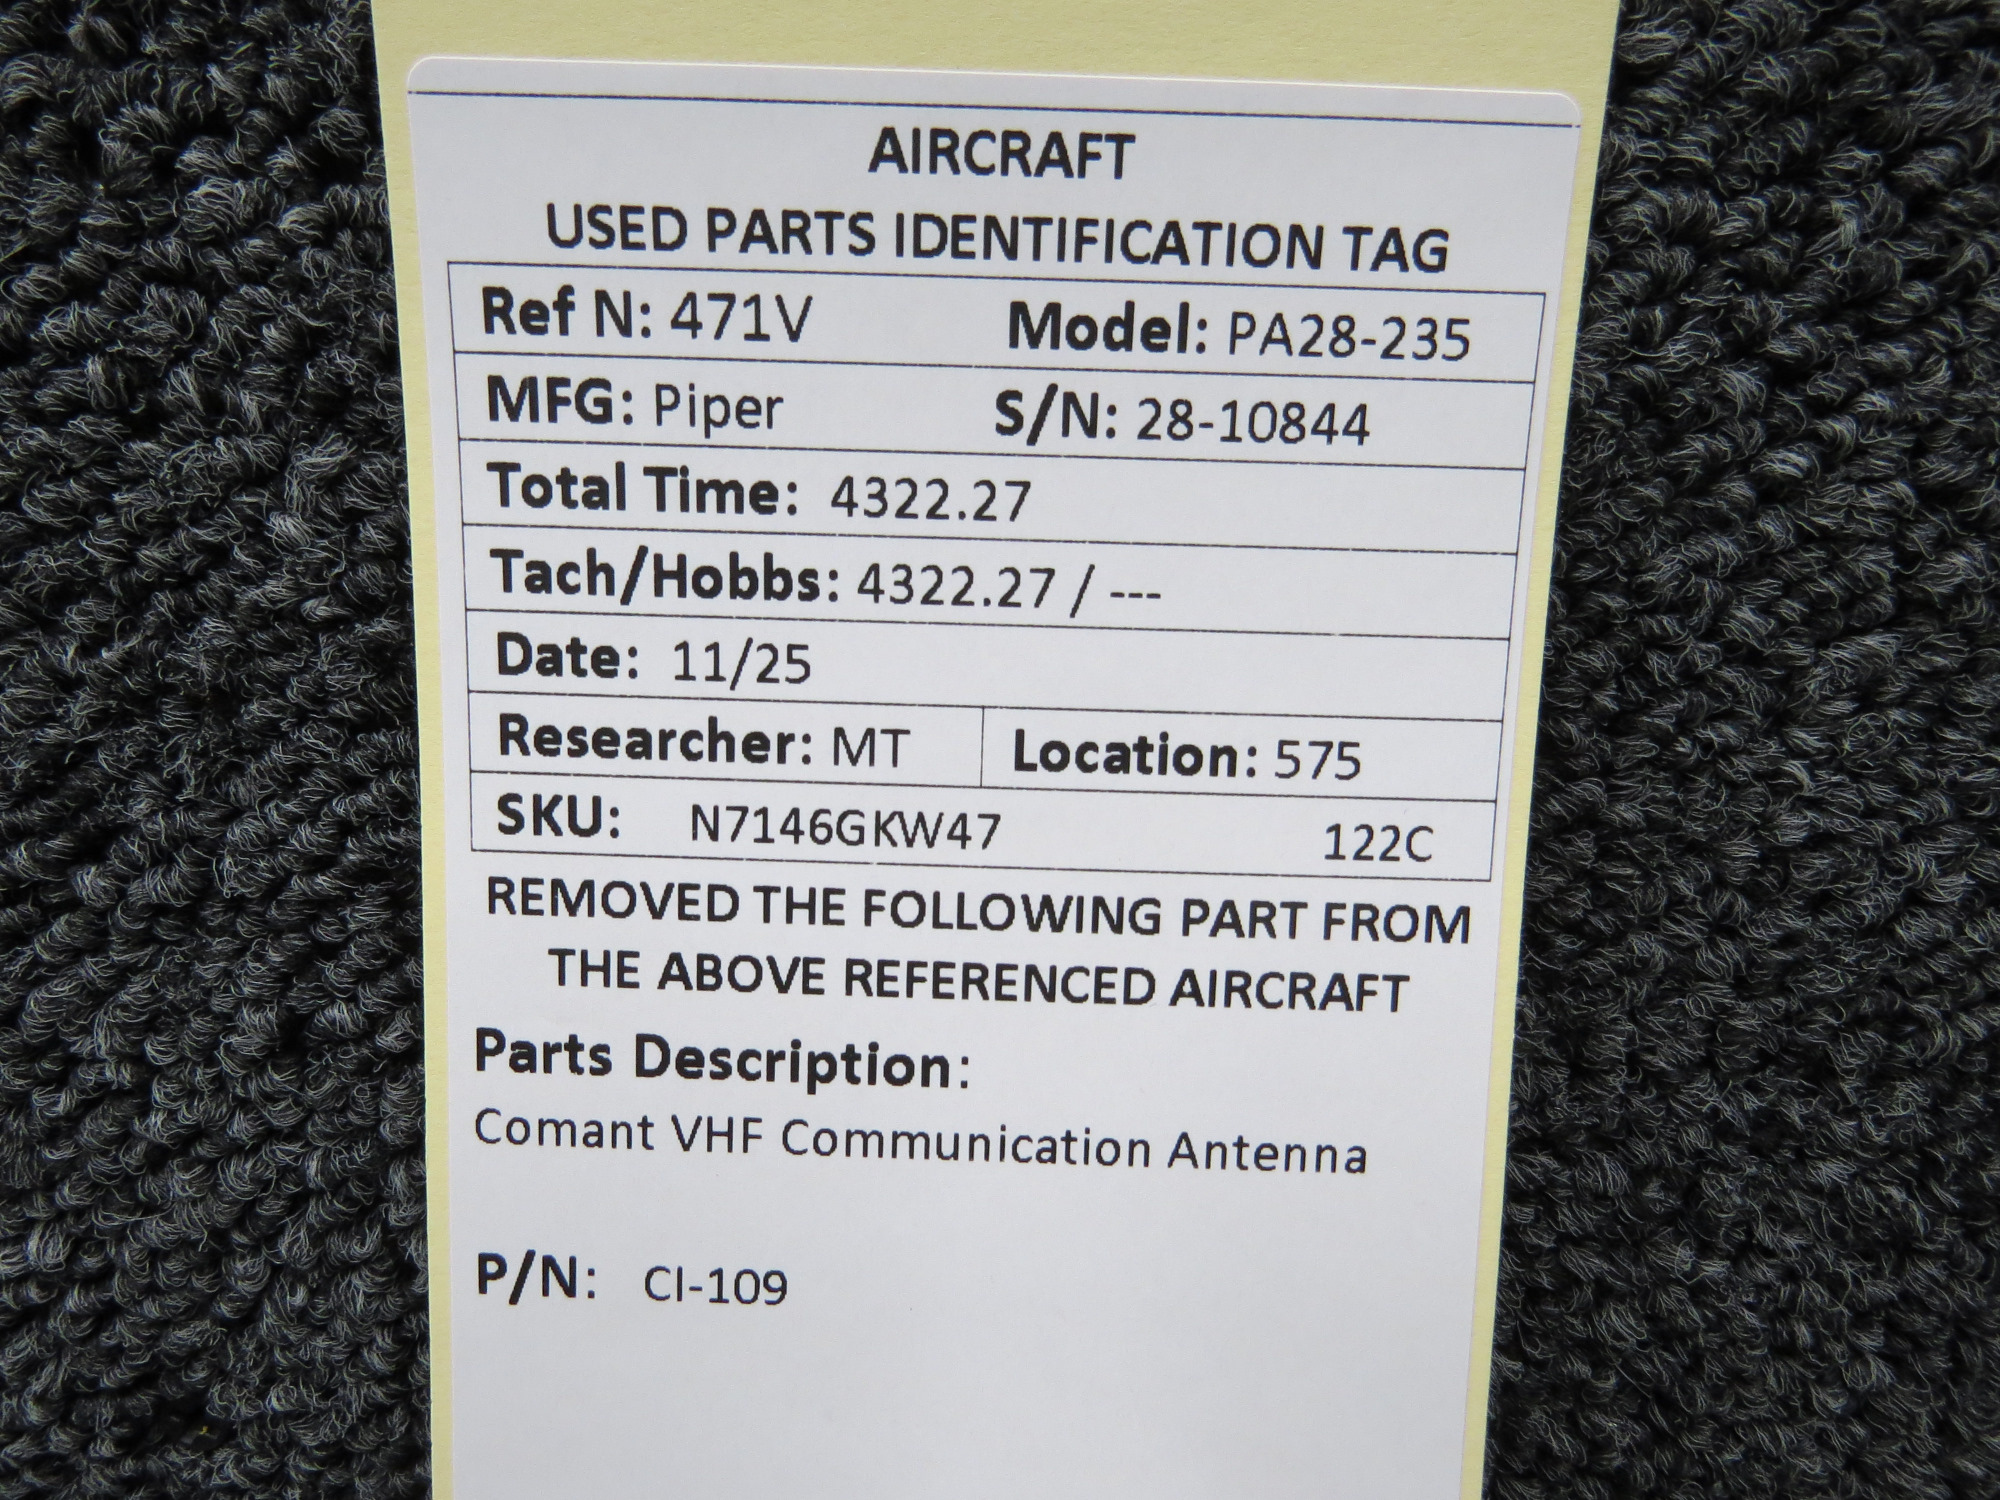 AIRCRAFT
USED PARTS IDENTIFICATION TAG
Ref N: 471V Model: PA28-235
MFG: Piper S/N: 28-10844
Total Time: 4322.27
Tach/Hobbs: 4322.27 / ---
Date: 11/25
Researcher: MT Location: 575
SKU: N7146GKW47 122C
REMOVED THE FOLLOWING PART FROM
THE ABOVE REFERENCED AIRCRAFT
Parts Description:
Comant VHF Communication Antenna
P/N: CI-109